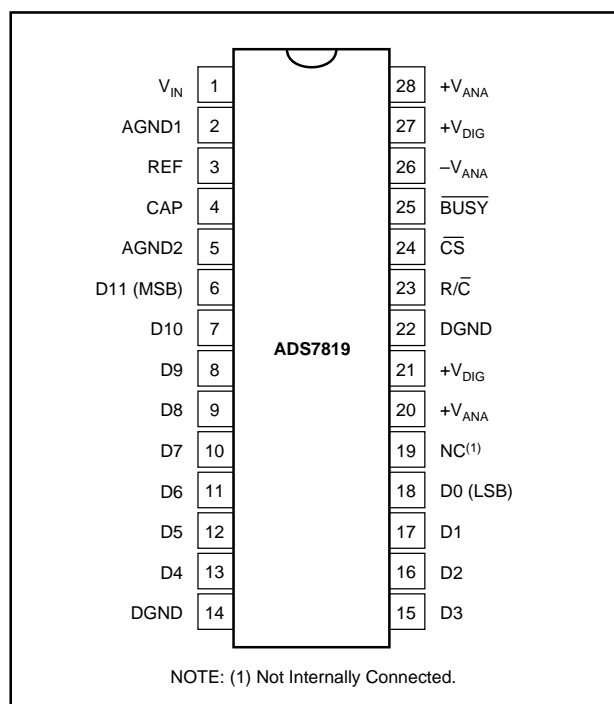 V_IN 1 28 +V_ANA
AGND1 2 27 +V_DIG
REF 3 26 –V_ANA
CAP 4 25 B̅U̅S̅Y̅
AGND2 5 24 C̅S̅
D11 (MSB) 6 23 R/C̅
D10 7 22 DGND
ADS7819
D9 8 21 +V_DIG
D8 9 20 +V_ANA
D7 10 19 NC(1)
D6 11 18 D0 (LSB)
D5 12 17 D1
D4 13 16 D2
DGND 14 15 D3
NOTE: (1) Not Internally Connected.